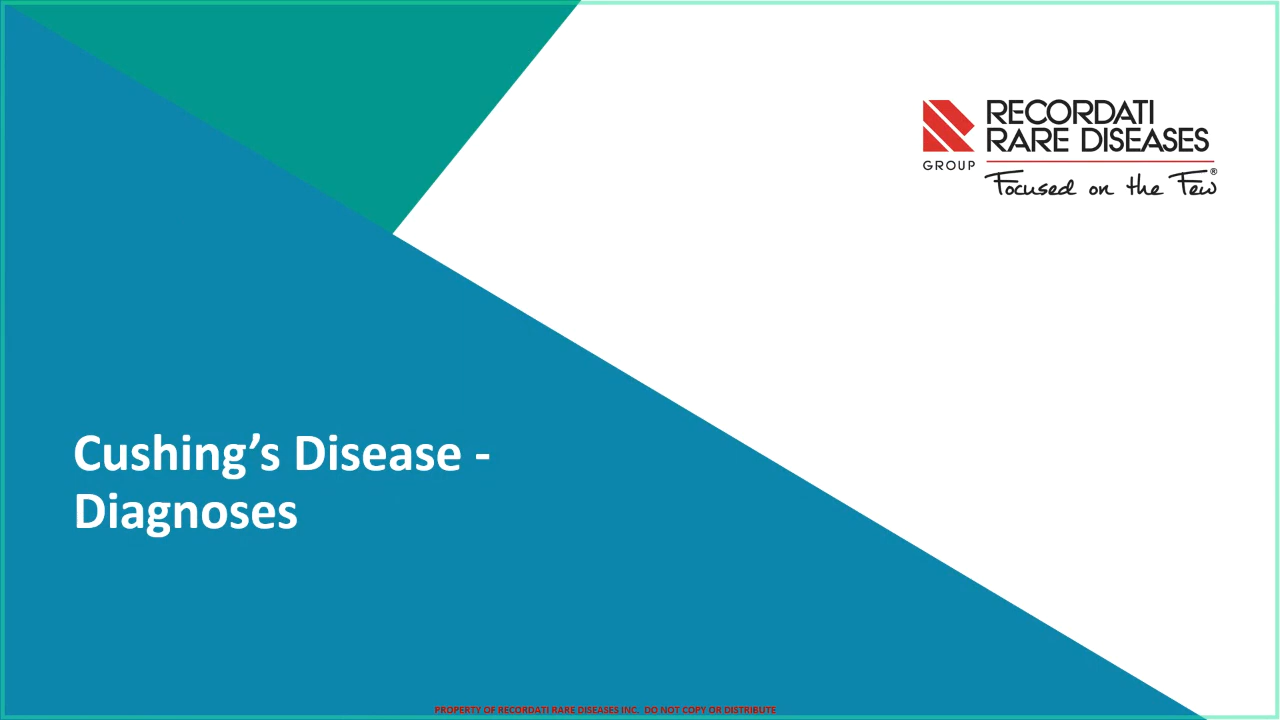 RECORDATI
RARE DISEASES
GROUP
Focused on the Few®
Cushing’s Disease -
Diagnoses
PROPERTY OF RECORDATI RARE DISEASES INC. DO NOT COPY OR DISTRIBUTE